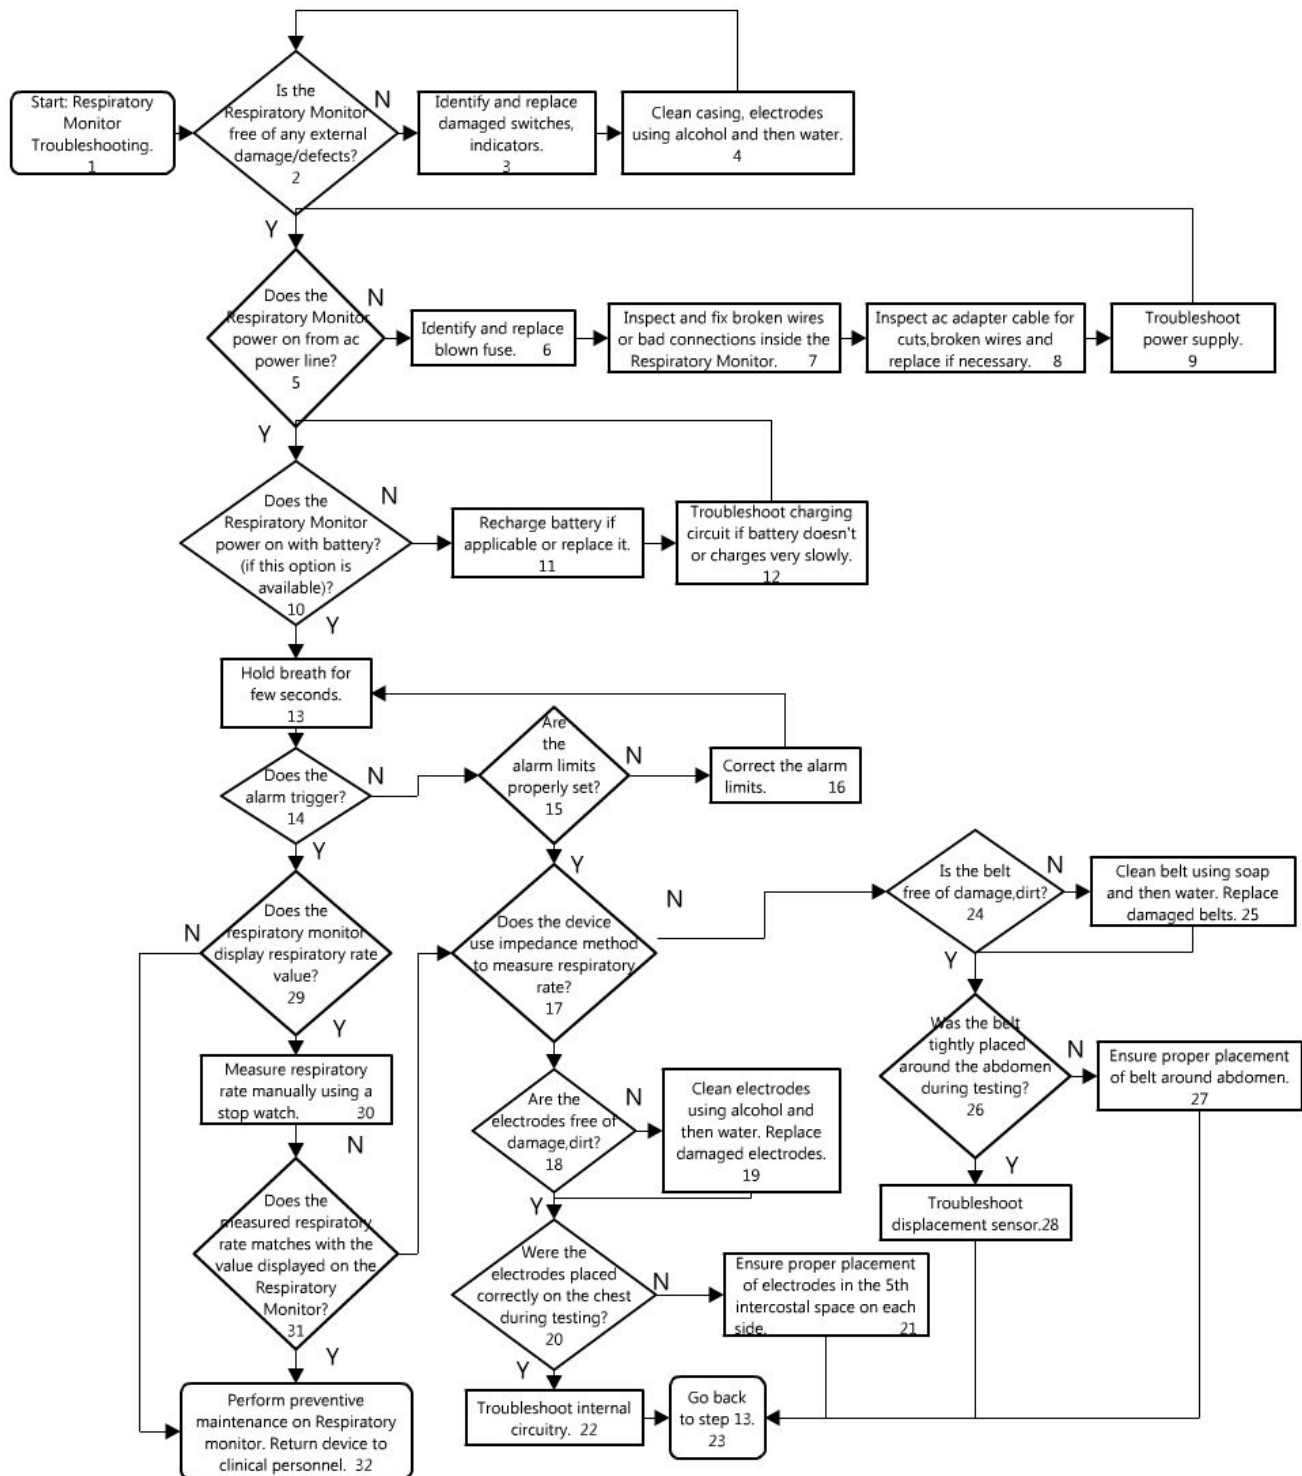 Start: Respiratory
Monitor
Troubleshooting.
1
Is the
Respiratory Monitor
free of any external
damage/defects?
2
N
Identify and replace
damaged switches,
indicators.
3
Clean casing, electrodes
using alcohol and then water.
4
Y
Does the
Respiratory Monitor
power on from ac
power line?
5
N
Identify and replace
blown fuse. 6
Inspect and fix broken wires
or bad connections inside the
Respiratory Monitor. 7
Inspect ac adapter cable for
cuts,broken wires and
replace if necessary. 8
Troubleshoot
power supply.
9
Y
Does the
Respiratory Monitor
power on with battery?
(if this option is
available)?
10
N
Recharge battery if
applicable or replace it.
11
Troubleshoot charging
circuit if battery doesn't
or charges very slowly.
12
Y
Hold breath for
few seconds.
13
Does the
alarm trigger?
14
N
Are
the
alarm limits
properly set?
15
N
Correct the alarm
limits. 16
Y
Y
Does the device
use impedance method
to measure respiratory
rate?
17
N
Is the belt
free of damage,dirt?
24
N
Clean belt using soap
and then water. Replace
damaged belts. 25
Y
Was the belt
tightly placed
around the abdomen
during testing?
26
N
Ensure proper placement
of belt around abdomen.
27
Y
Troubleshoot
displacement sensor.28
Does the
respiratory monitor
display respiratory rate
value?
29
N
Y
Measure respiratory
rate manually using a
stop watch. 30
N
Does the
measured respiratory
rate matches with the
value displayed on the
Respiratory
Monitor?
31
Y
Are the
electrodes free of
damage,dirt?
18
N
Clean electrodes
using alcohol and
then water. Replace
damaged electrodes.
19
Y
Were the
electrodes placed
correctly on the chest
during testing?
20
N
Ensure proper placement
of electrodes in the 5th
intercostal space on each
side. 21
Y
Troubleshoot internal
circuitry. 22
Go back
to step 13.
23
Perform preventive
maintenance on Respiratory
monitor. Return device to
clinical personnel. 32